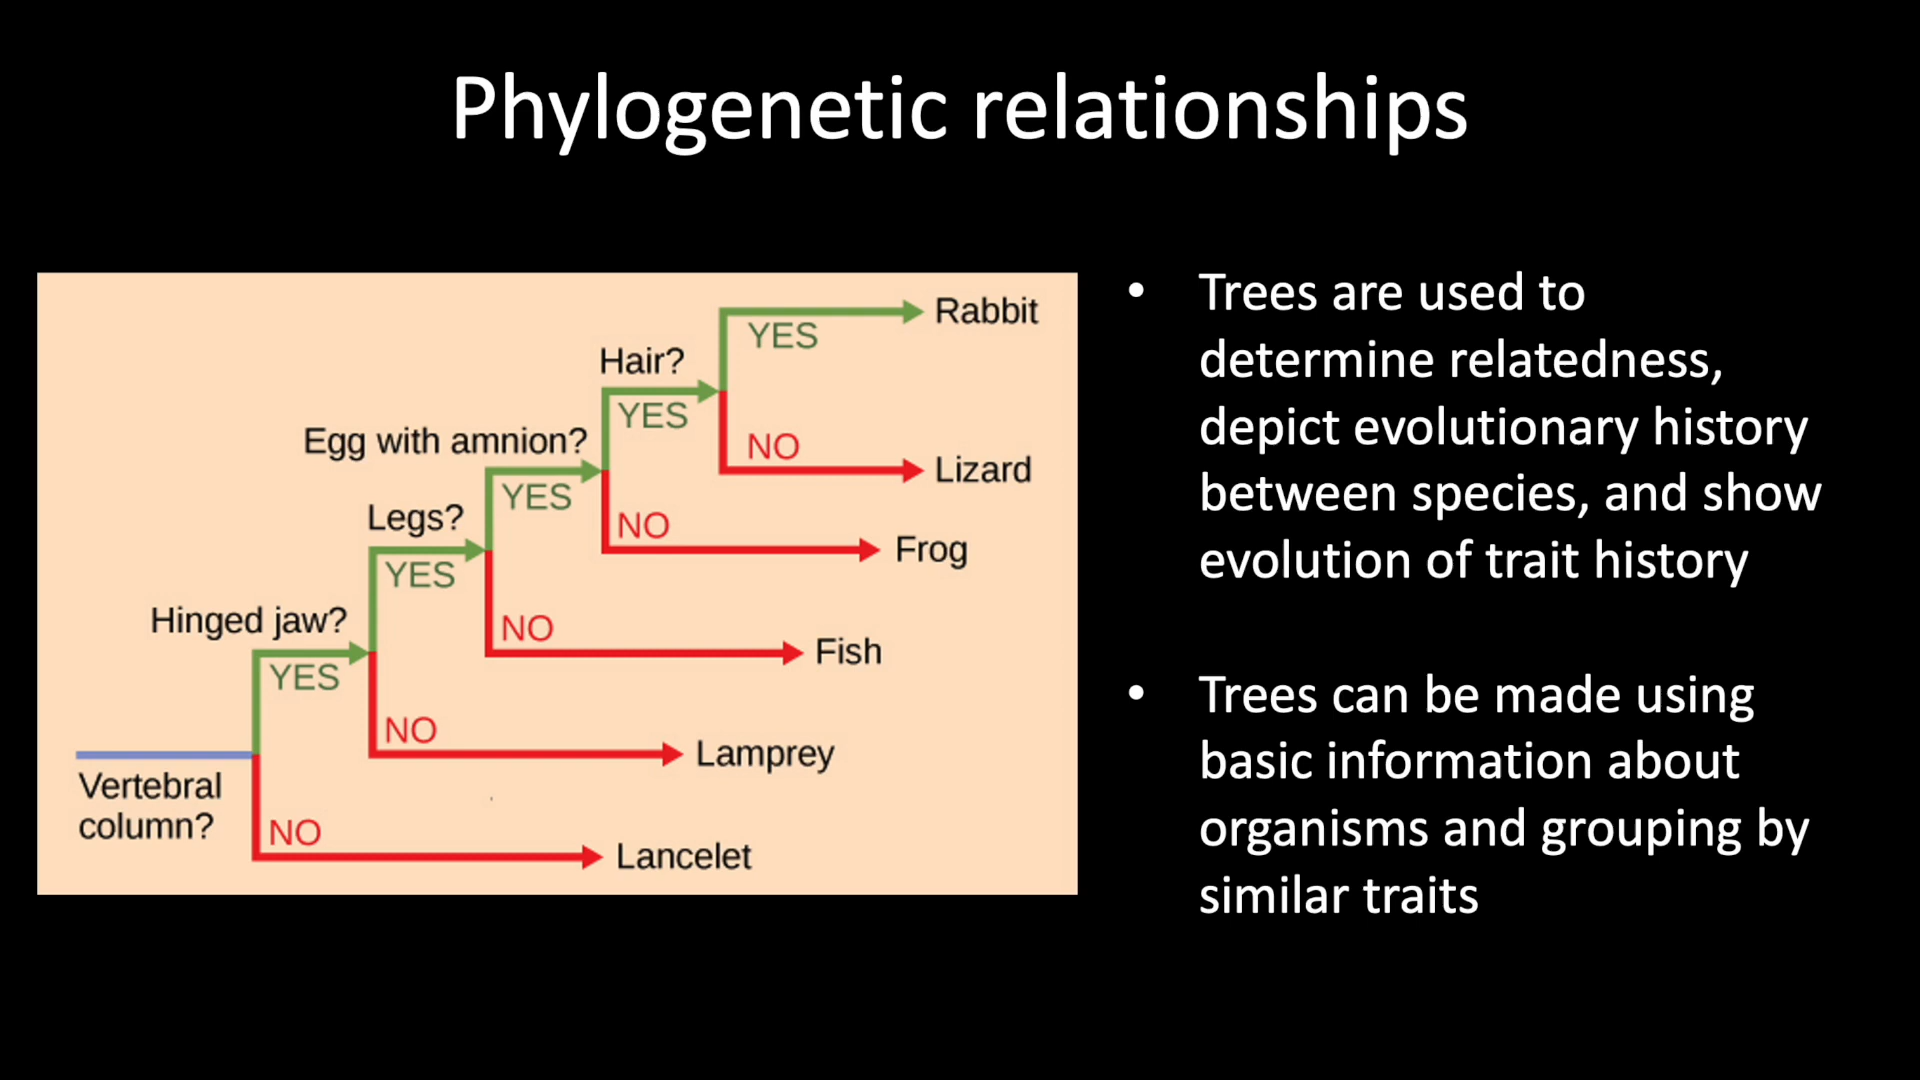 Phylogenetic relationships
Rabbit
YES
Hair?
YES
NO
Lizard
Egg with amnion?
YES
NO
Frog
Legs?
YES
NO
Fish
Hinged jaw?
YES
NO
Lamprey
Vertebral
column?
NO
Lancelet
• Trees are used to
determine relatedness,
depict evolutionary history
between species, and show
evolution of trait history
• Trees can be made using
basic information about
organisms and grouping by
similar traits